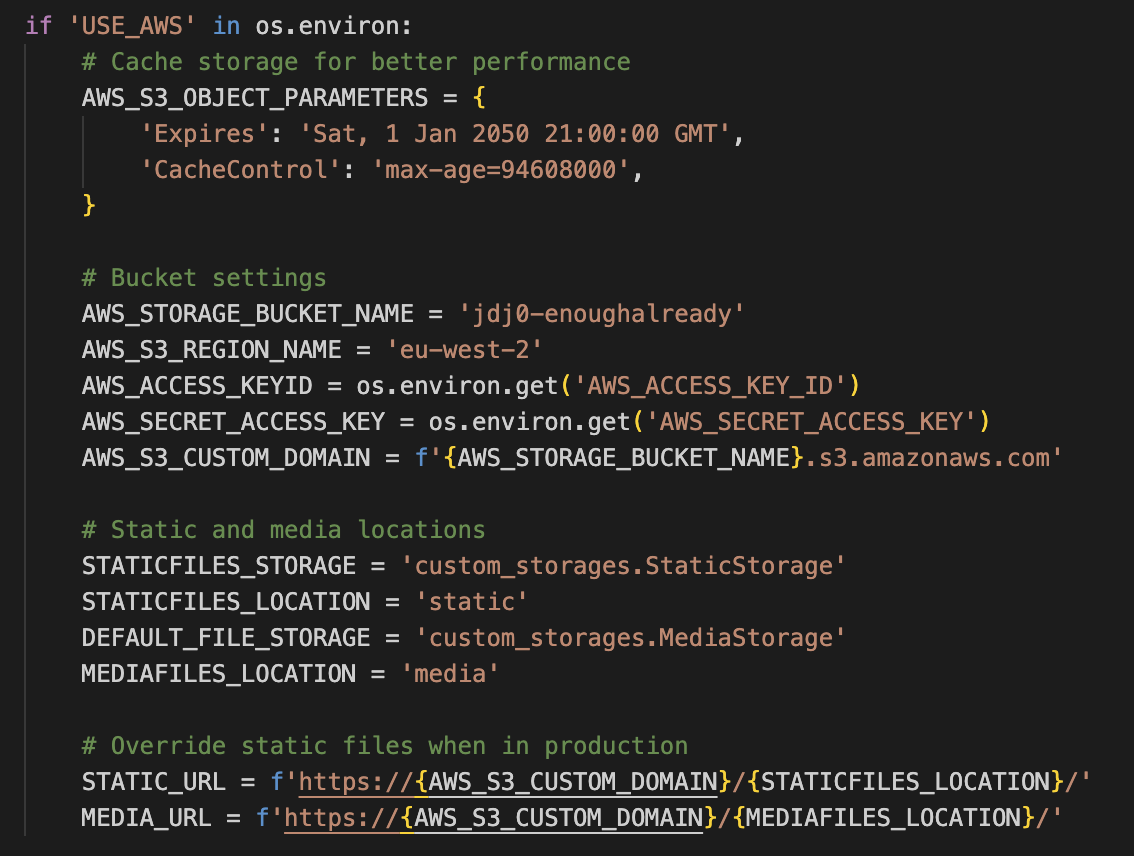 if 'USE_AWS' in os.environ:
    # Cache storage for better performance
    AWS_S3_OBJECT_PARAMETERS = {
        'Expires': 'Sat, 1 Jan 2050 21:00:00 GMT',
        'CacheControl': 'max-age=94608000',
    }

    # Bucket settings
    AWS_STORAGE_BUCKET_NAME = 'jdj0-enoughalready'
    AWS_S3_REGION_NAME = 'eu-west-2'
    AWS_ACCESS_KEYID = os.environ.get('AWS_ACCESS_KEY_ID')
    AWS_SECRET_ACCESS_KEY = os.environ.get('AWS_SECRET_ACCESS_KEY')
    AWS_S3_CUSTOM_DOMAIN = f'{AWS_STORAGE_BUCKET_NAME}.s3.amazonaws.com'

    # Static and media locations
    STATICFILES_STORAGE = 'custom_storages.StaticStorage'
    STATICFILES_LOCATION = 'static'
    DEFAULT_FILE_STORAGE = 'custom_storages.MediaStorage'
    MEDIAFILES_LOCATION = 'media'

    # Override static files when in production
    STATIC_URL = f'https://{AWS_S3_CUSTOM_DOMAIN}/{STATICFILES_LOCATION}/'
    MEDIA_URL = f'https://{AWS_S3_CUSTOM_DOMAIN}/{MEDIAFILES_LOCATION}/'